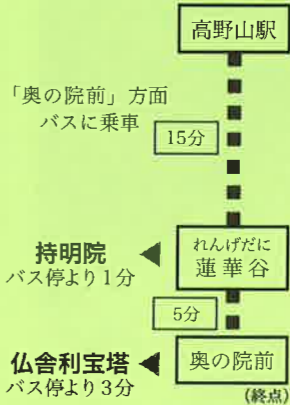 高野山駅
「奥の院前」方面
バスに乗車
15分
れんげだに
蓮華谷
持明院
バス停より1分
5分
奥の院前
仏舎利宝塔
バス停より3分
(終点)